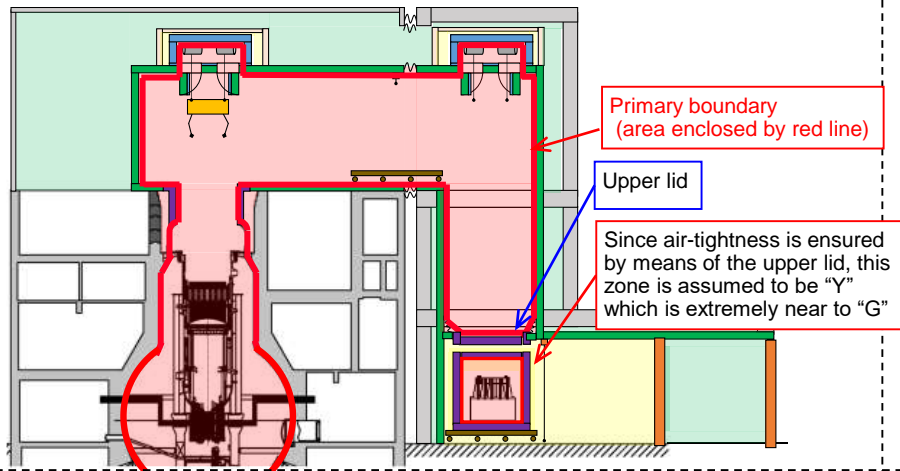 Primary boundary
(area enclosed by red line)
Upper lid
Since air-tightness is ensured
by means of the upper lid, this
zone is assumed to be “Y”
which is extremely near to “G”